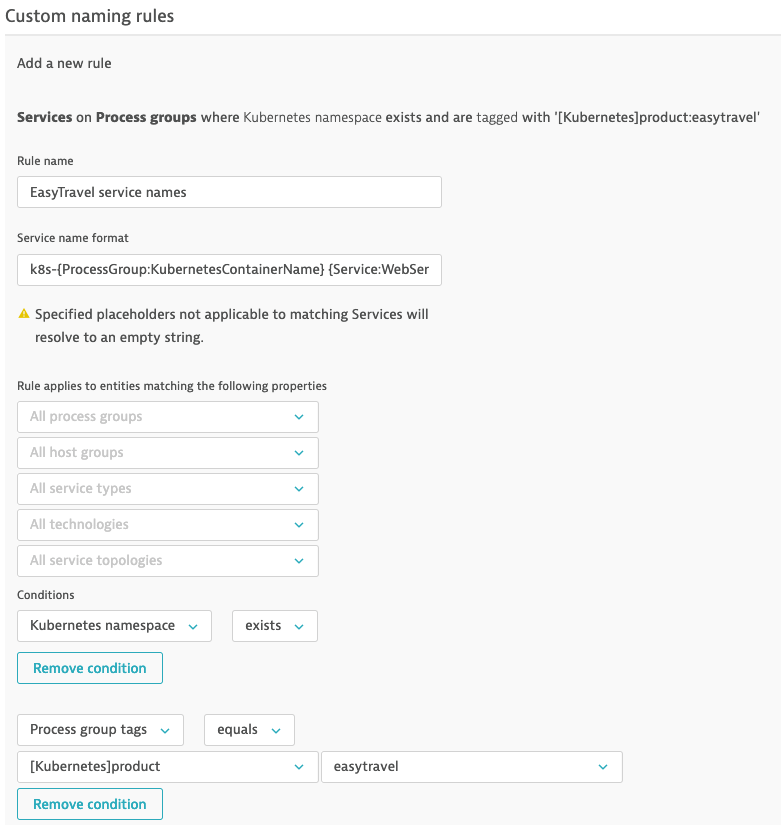 Custom naming rules
Add a new rule
Services on Process groups where Kubernetes namespace exists and are tagged with '[Kubernetes]product:easytravel'
Rule name
EasyTravel service names
Service name format
k8s-{ProcessGroup:KubernetesContainerName} {Service:WebSer
Specified placeholders not applicable to matching Services will
resolve to an empty string.
Rule applies to entities matching the following properties
All process groups
All host groups
All service types
All technologies
All service topologies
Conditions
Kubernetes namespace exists
Remove condition
Process group tags equals
[Kubernetes]product easytravel
Remove condition